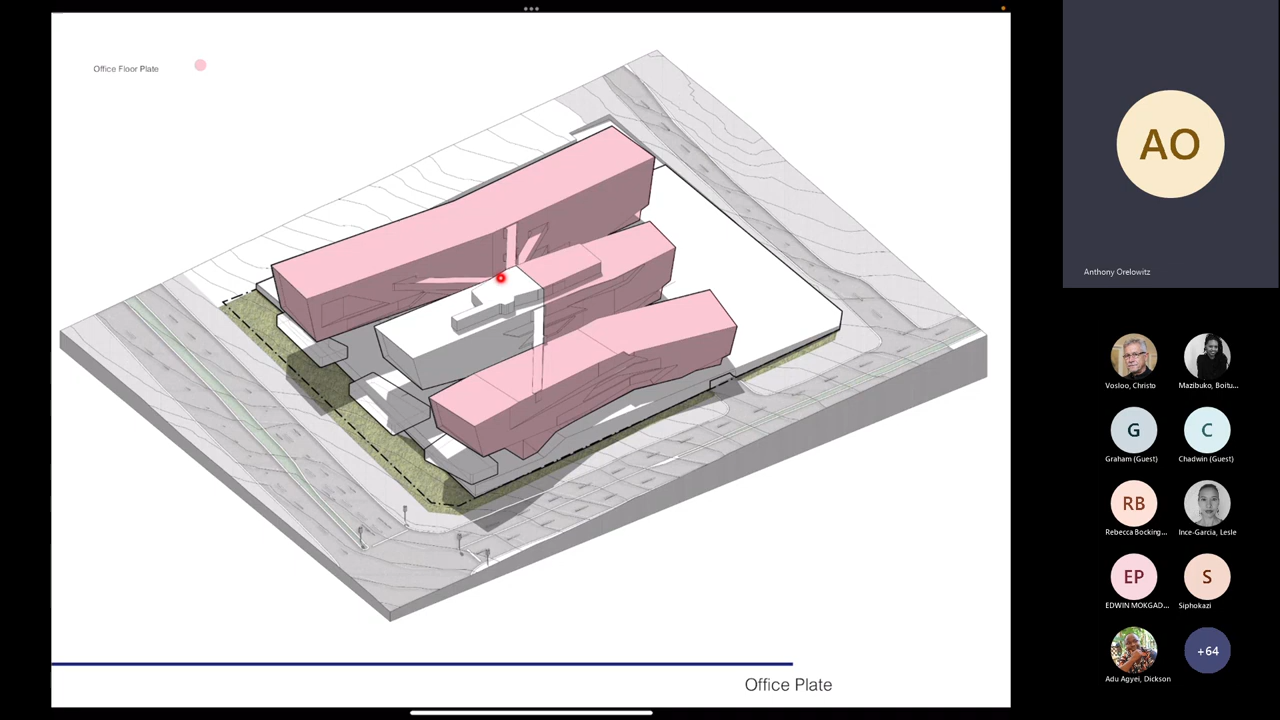 Office Floor Plate
Office Plate
AO
Anthony Orelowitz
Vosloo, Christo
Mazibuko, Boitu...
G
Graham (Guest)
C
Chadwin (Guest)
RB
Rebecca Bocking...
Ince-Garcia, Lesle
EP
EDWIN MOKGAD...
S
Siphokazi
Adu Agyei, Dickson
+64